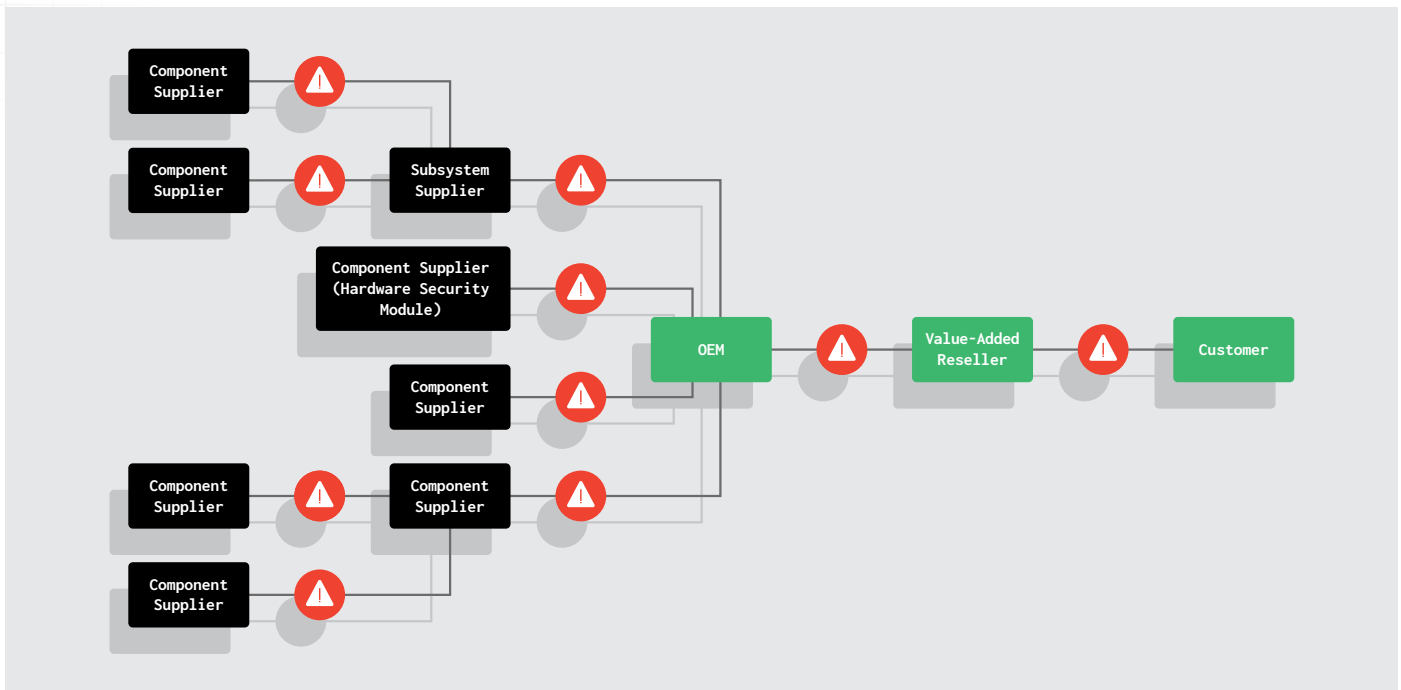 Component
Supplier
Component
Supplier
Subsystem
Supplier
Component Supplier
(Hardware Security
Module)
OEM
Value-Added
Reseller
Customer
Component
Supplier
Component
Supplier
Component
Supplier
Component
Supplier